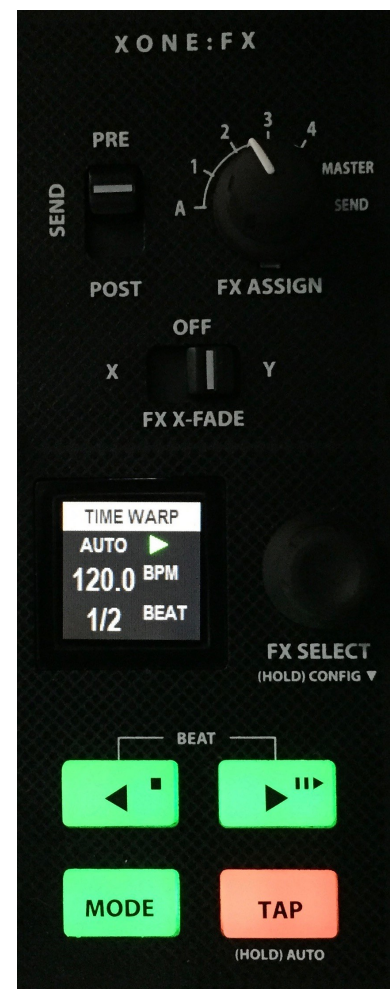 XONE:FX
PRE
SEND
POST
A 1 2 3 4
MASTER
SEND
FX ASSIGN
OFF
X Y
FX X-FADE
TIME WARP
AUTO
120.0 BPM
1/2 BEAT
FX SELECT
(HOLD) CONFIG ▼
BEAT
MODE
TAP
(HOLD) AUTO